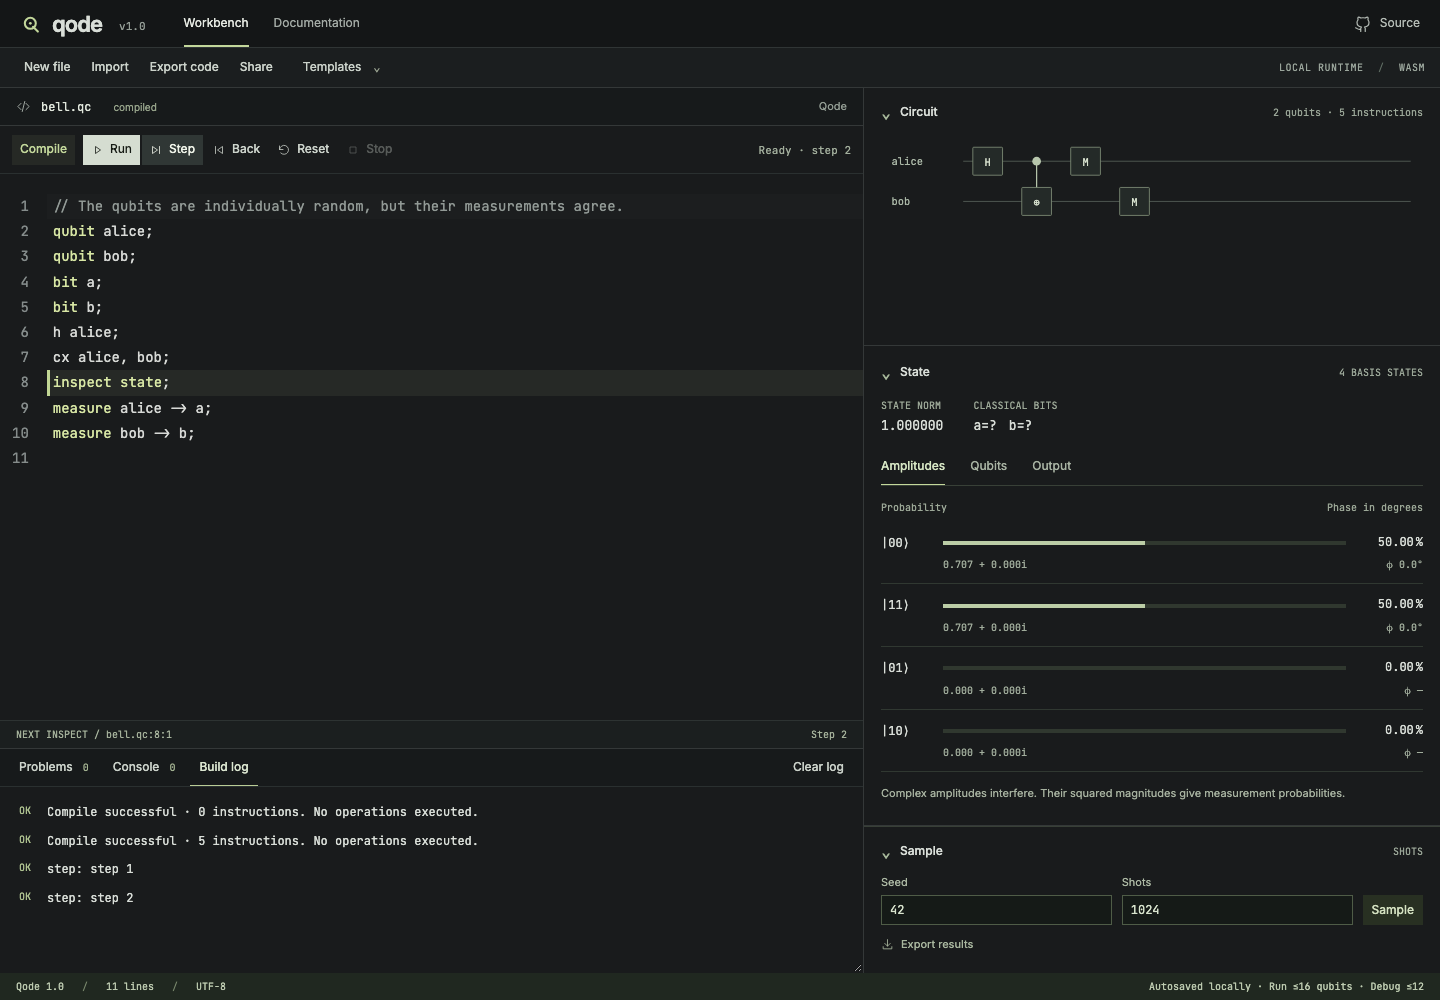 qode v1.0 Workbench Documentation Source
New file Import Export code Share Templates LOCAL RUNTIME / WASM
bell.qc compiled Qode
Compile Run Step Back Reset Stop Ready · step 2
1 // The qubits are individually random, but their measurements agree.
2 qubit alice;
3 qubit bob;
4 bit a;
5 bit b;
6 h alice;
7 cx alice, bob;
8 inspect state;
9 measure alice -> a;
10 measure bob -> b;
11
NEXT INSPECT / bell.qc:8:1 Step 2
Problems 0 Console 0 Build log Clear log
OK Compile successful · 0 instructions. No operations executed.
OK Compile successful · 5 instructions. No operations executed.
OK step: step 1
OK step: step 2
Circuit 2 qubits · 5 instructions
alice H M
bob ⊕ M
State 4 BASIS STATES
STATE NORM CLASSICAL BITS
1.000000 a=? b=?
Amplitudes Qubits Output
Probability Phase in degrees
|00⟩ 50.00%
0.707 + 0.000i φ 0.0°
|11⟩ 50.00%
0.707 + 0.000i φ 0.0°
|01⟩ 0.00%
0.000 + 0.000i φ —
|10⟩ 0.00%
0.000 + 0.000i φ —
Complex amplitudes interfere. Their squared magnitudes give measurement probabilities.
Sample SHOTS
Seed Shots
42 1024 Sample
Export results
Qode 1.0 / 11 lines / UTF-8 Autosaved locally · Run ≤16 qubits · Debug ≤12